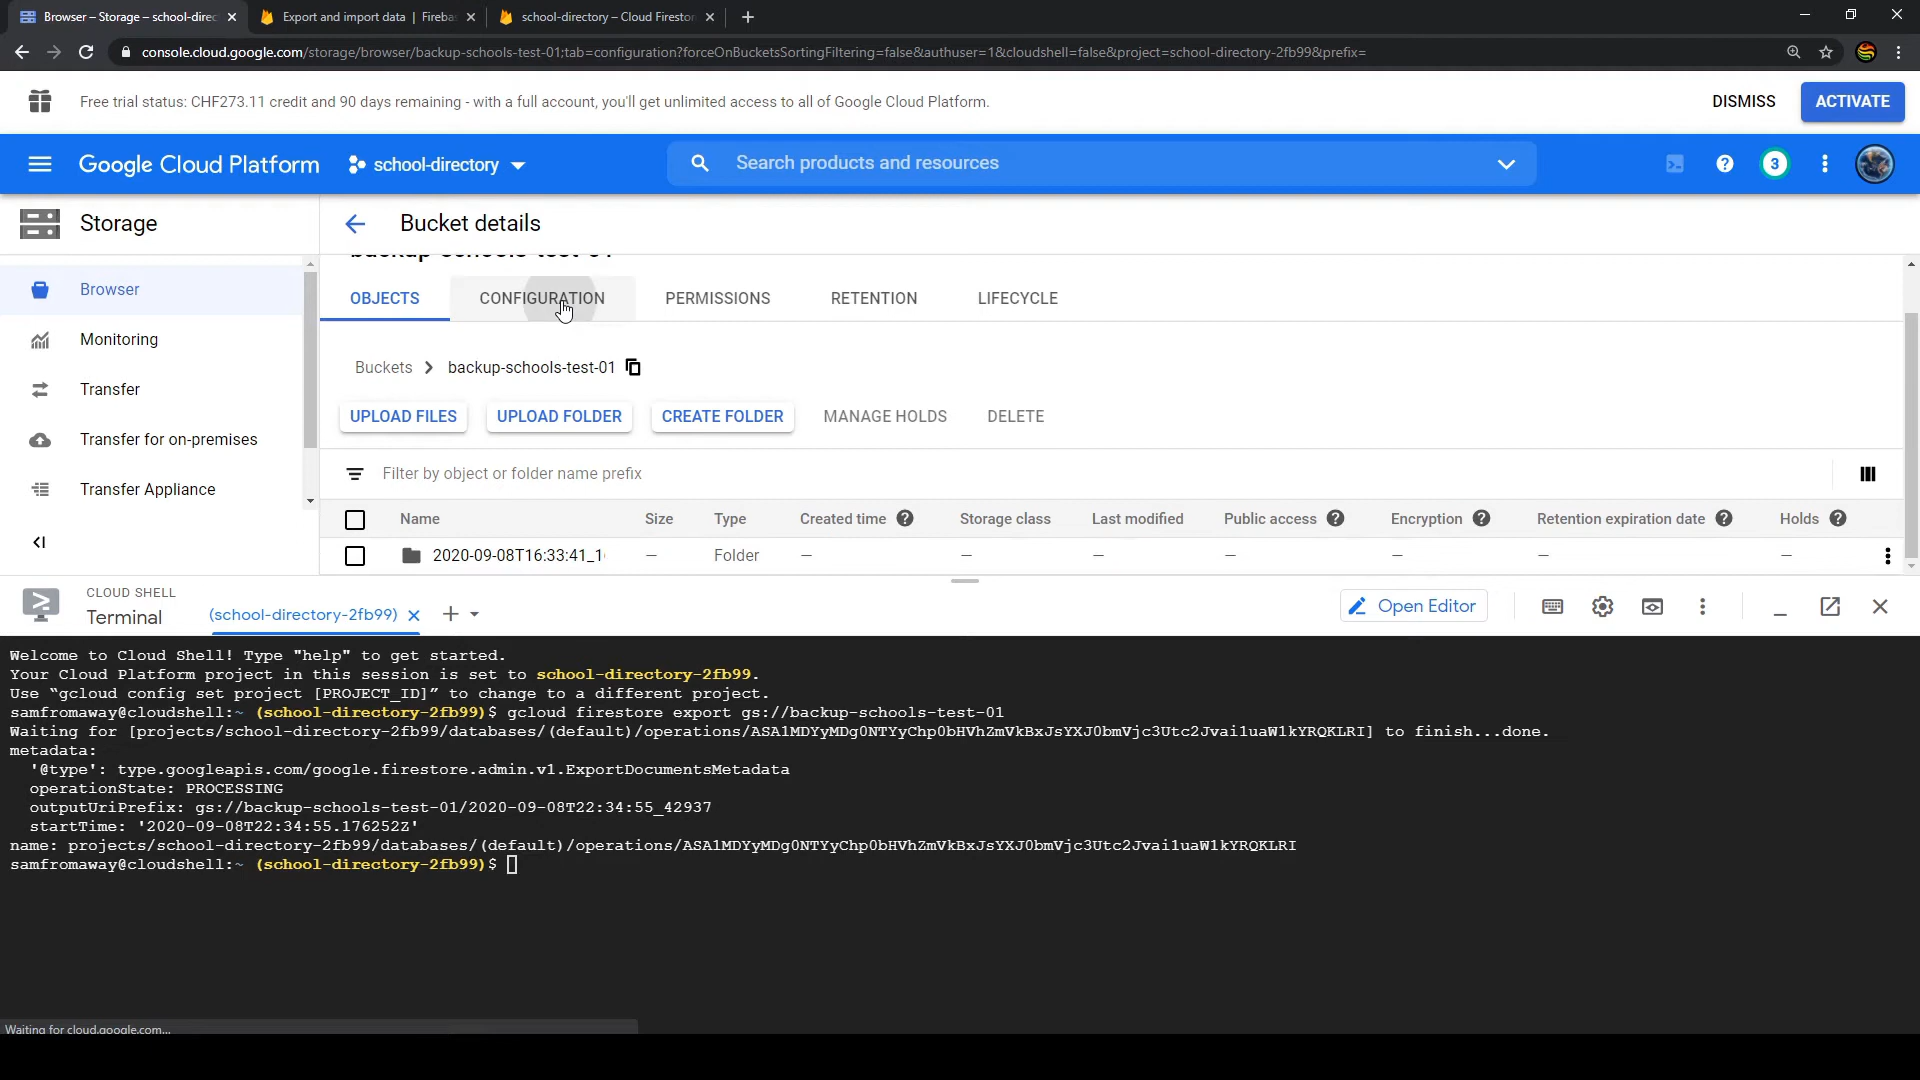 Browser – Storage – school-direc
Export and import data | Fireba
school-directory – Cloud Firestor
console.cloud.google.com/storage/browser/backup-schools-test-01;tab=configuration?forceOnBucketsSortingFiltering=false&authuser=1&cloudshell=false&project=school-directory-2fb99&prefix=
Free trial status: CHF273.11 credit and 90 days remaining - with a full account, you'll get unlimited access to all of Google Cloud Platform.
DISMISS
ACTIVATE
Google Cloud Platform
school-directory
Search products and resources
3
Storage
Bucket details
Browser
Monitoring
Transfer
Transfer for on-premises
Transfer Appliance
backup-schools-test-01
OBJECTS CONFIGURATION PERMISSIONS RETENTION LIFECYCLE
Buckets backup-schools-test-01
UPLOAD FILES UPLOAD FOLDER CREATE FOLDER MANAGE HOLDS DELETE
Filter by object or folder name prefix
Name Size Type Created time Storage class Last modified Public access Encryption Retention expiration date Holds
2020-09-08T16:33:41_1 — Folder — — — — — — —
CLOUD SHELL
Terminal
(school-directory-2fb99)
Open Editor
Welcome to Cloud Shell! Type "help" to get started.
Your Cloud Platform project in this session is set to school-directory-2fb99.
Use “gcloud config set project [PROJECT_ID]” to change to a different project.
samfromaway@cloudshell:~ (school-directory-2fb99)$ gcloud firestore export gs://backup-schools-test-01
Waiting for [projects/school-directory-2fb99/databases/(default)/operations/ASA1MDYyMDg0NTYyChp0bHVhZmVkBxJsYXJ0bmVjc3Utc2Jvai1uaW1kYRQKLRI] to finish...done.
metadata:
'@type': type.googleapis.com/google.firestore.admin.v1.ExportDocumentsMetadata
operationState: PROCESSING
outputUriPrefix: gs://backup-schools-test-01/2020-09-08T22:34:55_42937
startTime: '2020-09-08T22:34:55.176252Z'
name: projects/school-directory-2fb99/databases/(default)/operations/ASA1MDYyMDg0NTYyChp0bHVhZmVkBxJsYXJ0bmVjc3Utc2Jvai1uaW1kYRQKLRI
samfromaway@cloudshell:~ (school-directory-2fb99)$
Waiting for cloud.google.com...